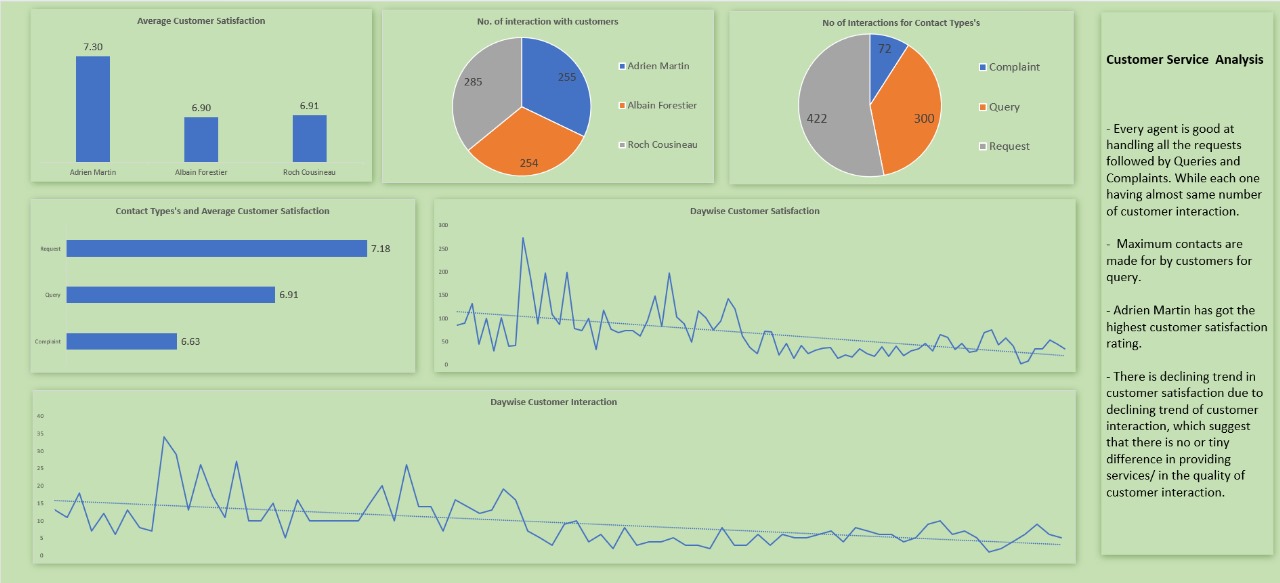 Average Customer Satisfaction
7.30
6.90
6.91
Adrien Martin
Albain Forestier
Roch Cousineau
No. of interaction with customers
255
254
285
Adrien Martin
Albain Forestier
Roch Cousineau
No of Interactions for Contact Types's
72
300
422
Complaint
Query
Request
Contact Types's and Average Customer Satisfaction
Request
7.18
Query
6.91
Complaint
6.63
Daywise Customer Satisfaction
300
250
200
150
100
50
0
Daywise Customer Interaction
40
35
30
25
20
15
10
5
0
Customer Service  Analysis
- Every agent is good at
handling all the requests
followed by Queries and
Complaints. While each one
having almost same number
of customer interaction.
-  Maximum contacts are
made for by customers for
query.
- Adrien Martin has got the
highest customer satisfaction
rating.
- There is declining trend in
customer satisfaction due to
declining trend of customer
interaction, which suggest
that there is no or tiny
difference in providing
services/ in the quality of
customer interaction.